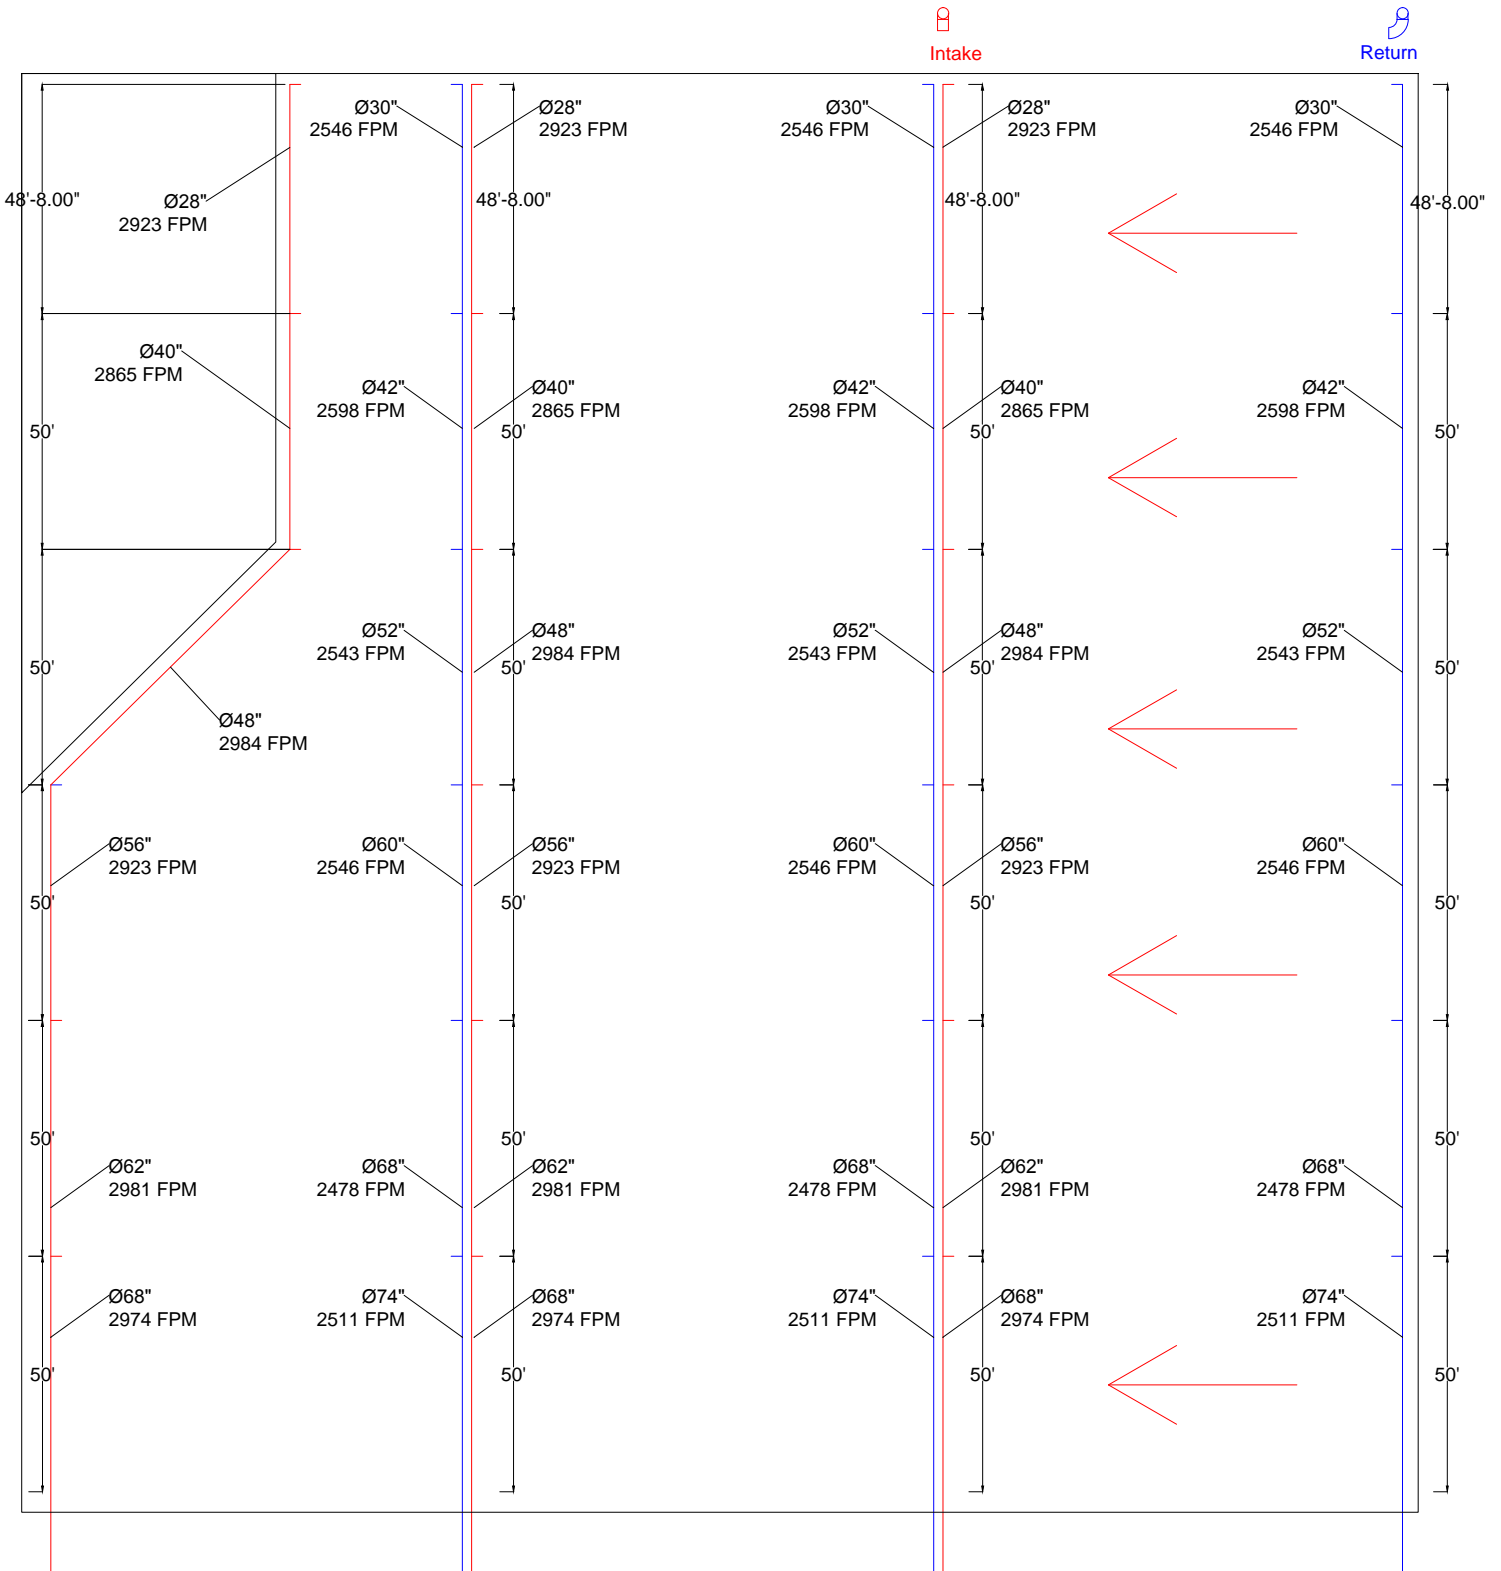 Intake
Return
Ø30"
2546 FPM
Ø28"
2923 FPM
Ø30"
2546 FPM
Ø28"
2923 FPM
Ø30"
2546 FPM
48'-8.00"
Ø28"
2923 FPM
48'-8.00"
48'-8.00"
48'-8.00"
Ø40"
2865 FPM
Ø42"
2598 FPM
Ø40"
2865 FPM
Ø42"
2598 FPM
Ø40"
2865 FPM
Ø42"
2598 FPM
50'
50'
50'
50'
Ø52"
2543 FPM
Ø48"
2984 FPM
Ø52"
2543 FPM
Ø48"
2984 FPM
Ø52"
2543 FPM
50'
50'
50'
50'
Ø48"
2984 FPM
Ø56"
2923 FPM
Ø60"
2546 FPM
Ø56"
2923 FPM
Ø60"
2546 FPM
Ø56"
2923 FPM
Ø60"
2546 FPM
50'
50'
50'
50'
50'
50'
50'
50'
Ø62"
2981 FPM
Ø68"
2478 FPM
Ø62"
2981 FPM
Ø68"
2478 FPM
Ø62"
2981 FPM
Ø68"
2478 FPM
Ø68"
2974 FPM
Ø74"
2511 FPM
Ø68"
2974 FPM
Ø74"
2511 FPM
Ø68"
2974 FPM
Ø74"
2511 FPM
50'
50'
50'
50'